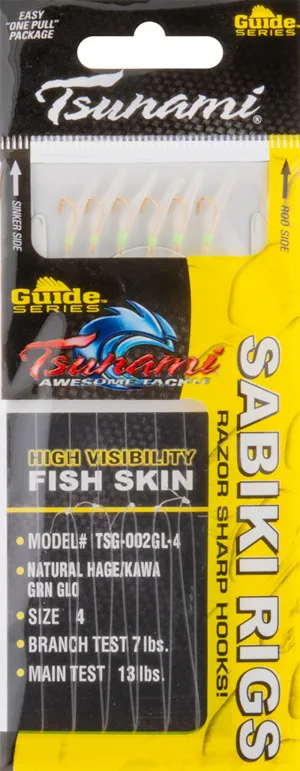 EASY
"ONE PULL"
PACKAGE
Guide™
SERIES
Tsunami®
SINKER SIDE
ROD SIDE
Guide™
SERIES
Tsunami
AWESOME TACKLE
SABIKI RIGS
RAZOR SHARP HOOKS!
HIGH VISIBILITY
FISH SKIN
• MODEL# TSG-002GL-4
• NATURAL HAGE/KAWA
GRN GLO
• SIZE 4
• BRANCH TEST 7 lbs.
• MAIN TEST 13 lbs.